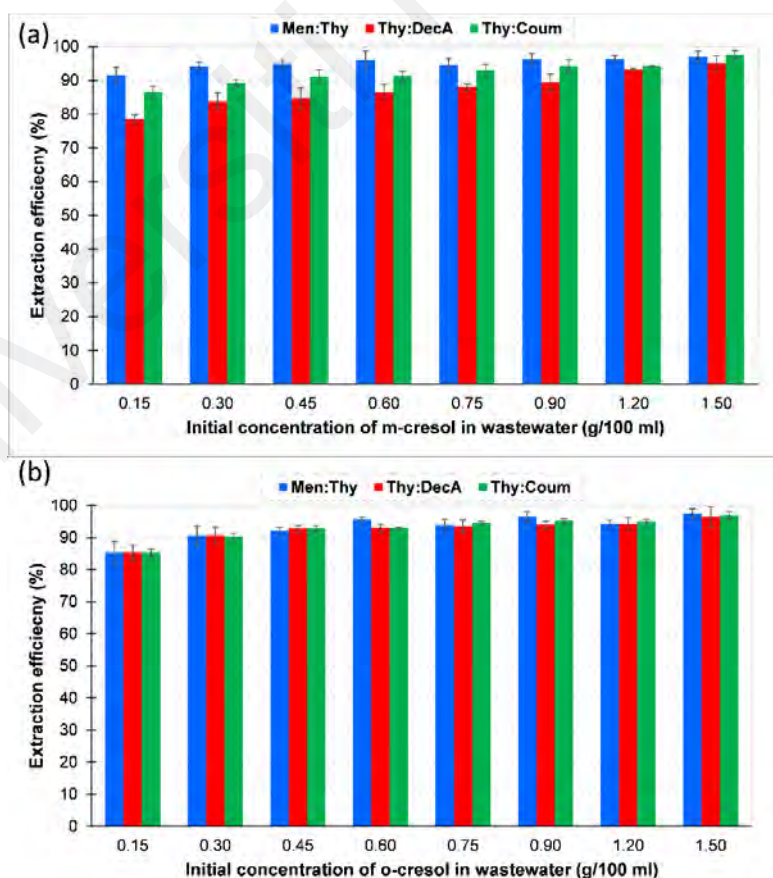 (a)
Men:Thy Thy:DecA Thy:Coum
100
90
80
70
60
50
40
30
20
10
0
Extraction efficiecny (%)
0.15 0.30 0.45 0.60 0.75 0.90 1.20 1.50
Initial concentration of m-cresol in wastewater (g/100 ml)
(b)
Men:Thy Thy:DecA Thy:Coum
100
90
80
70
60
50
40
30
20
10
0
Extraction efficiecny (%)
0.15 0.30 0.45 0.60 0.75 0.90 1.20 1.50
Initial concentration of o-cresol in wastewater (g/100 ml)